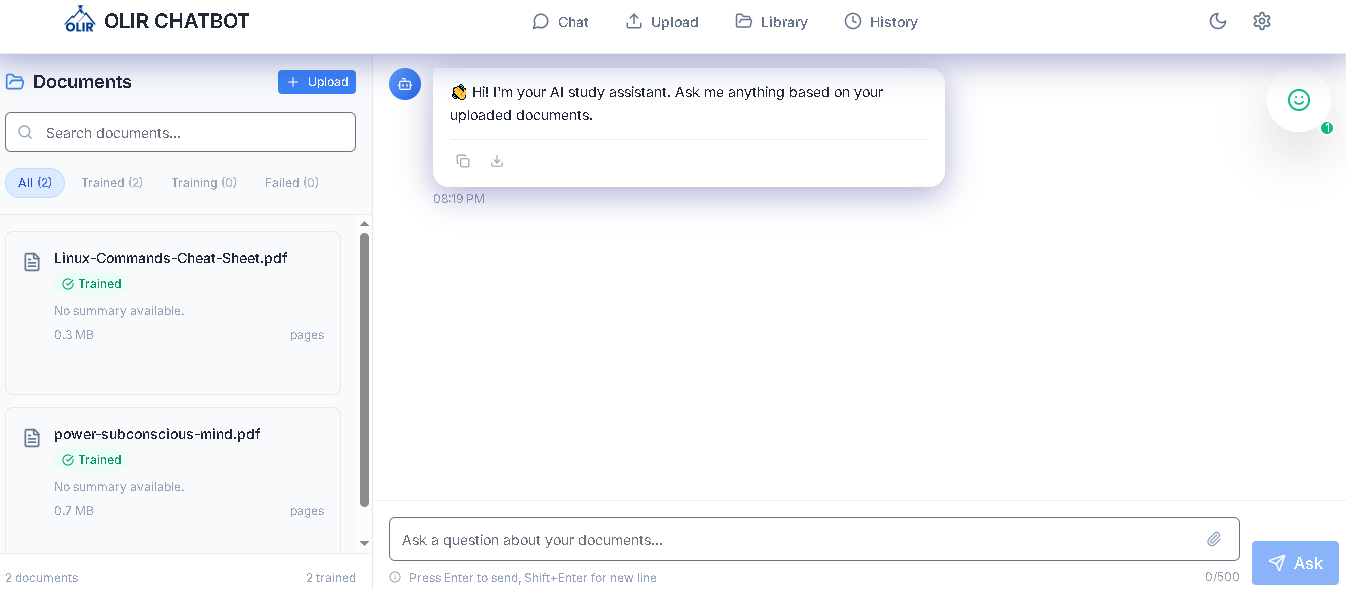 OLIR
OLIR CHATBOT
Chat
Upload
Library
History
Documents
+ Upload
Search documents...
All (2)
Trained (2)
Training (0)
Failed (0)
Linux-Commands-Cheat-Sheet.pdf
Trained
No summary available.
0.3 MB
pages
power-subconscious-mind.pdf
Trained
No summary available.
0.7 MB
pages
2 documents
2 trained
👋 Hi! I'm your AI study assistant. Ask me anything based on your
uploaded documents.
08:19 PM
1
Ask a question about your documents...
Press Enter to send, Shift+Enter for new line
0/500
Ask